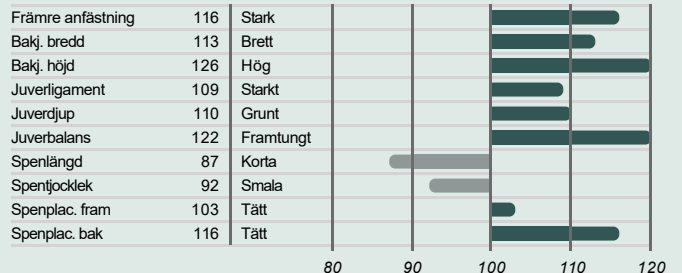 Främre anfästning 116 Stark
Bakj. bredd 113 Brett
Bakj. höjd 126 Hög
Juverligament 109 Starkt
Juverdjup 110 Grunt
Juverbalans 122 Framtungt
Spenlängd 87 Korta
Spentjocklek 92 Smala
Spenplac. fram 103 Tätt
Spenplac. bak 116 Tätt
80 90 100 110 120